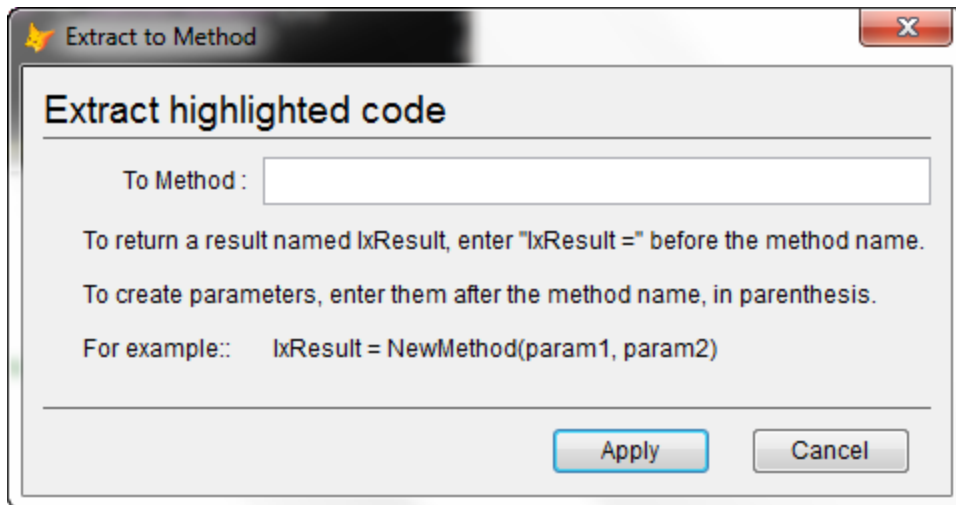 Extract to Method
Extract highlighted code
To Method :
To return a result named lxResult, enter "lxResult =" before the method name.
To create parameters, enter them after the method name, in parenthesis.
For example:: lxResult = NewMethod(param1, param2)
Apply Cancel